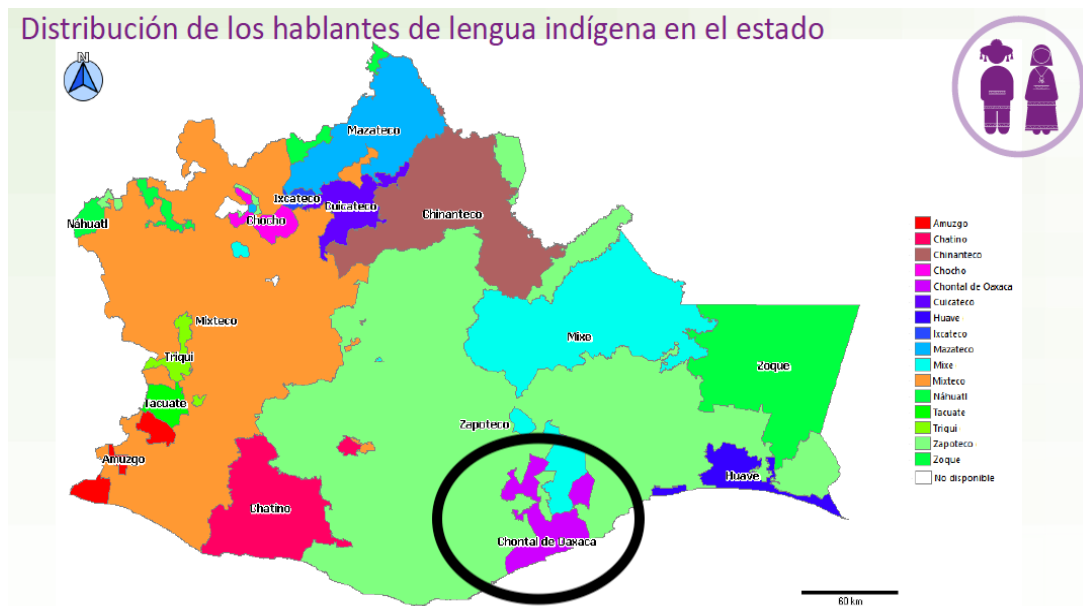 Distribución de los hablantes de lengua indígena en el estado
N
Mazateco
Ixcateco
Cuicateco
Chinanteco
Náhuatl
Chocho
Mixteco
Triqui
Mixe
Zoque
Tacuate
Zapoteco
Amuzgo
Huave
Chatino
Chontal de Oaxaca
Amuzgo
Chatino
Chinanteco
Chocho
Chontal de Oaxaca
Cuicateco
Huave
Ixcateco
Mazateco
Mixe
Mixteco
Náhuatl
Tacuate
Triqui
Zapoteco
Zoque
No disponible
60 km